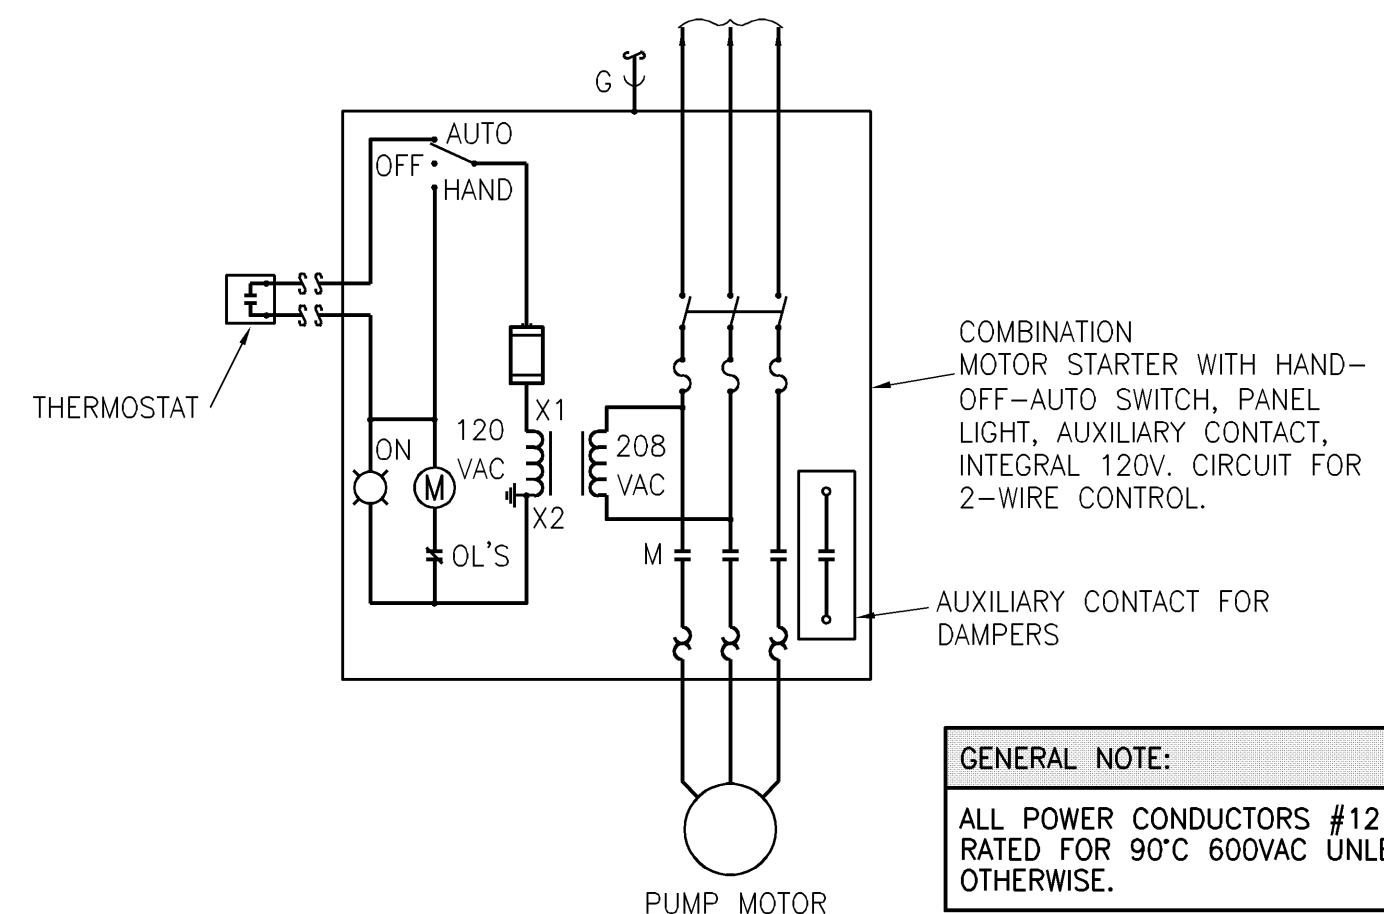 G
AUTO
OFF
HAND
THERMOSTAT
ON
M
OL'S
120
VAC
X1
X2
208
VAC
M
COMBINATION
MOTOR STARTER WITH HAND–
OFF–AUTO SWITCH, PANEL
LIGHT, AUXILIARY CONTACT,
INTEGRAL 120V. CIRCUIT FOR
2–WIRE CONTROL.
AUXILIARY CONTACT FOR
DAMPERS
PUMP MOTOR
GENERAL NOTE:
ALL POWER CONDUCTORS #12
RATED FOR 90°C 600VAC
OTHERWISE.